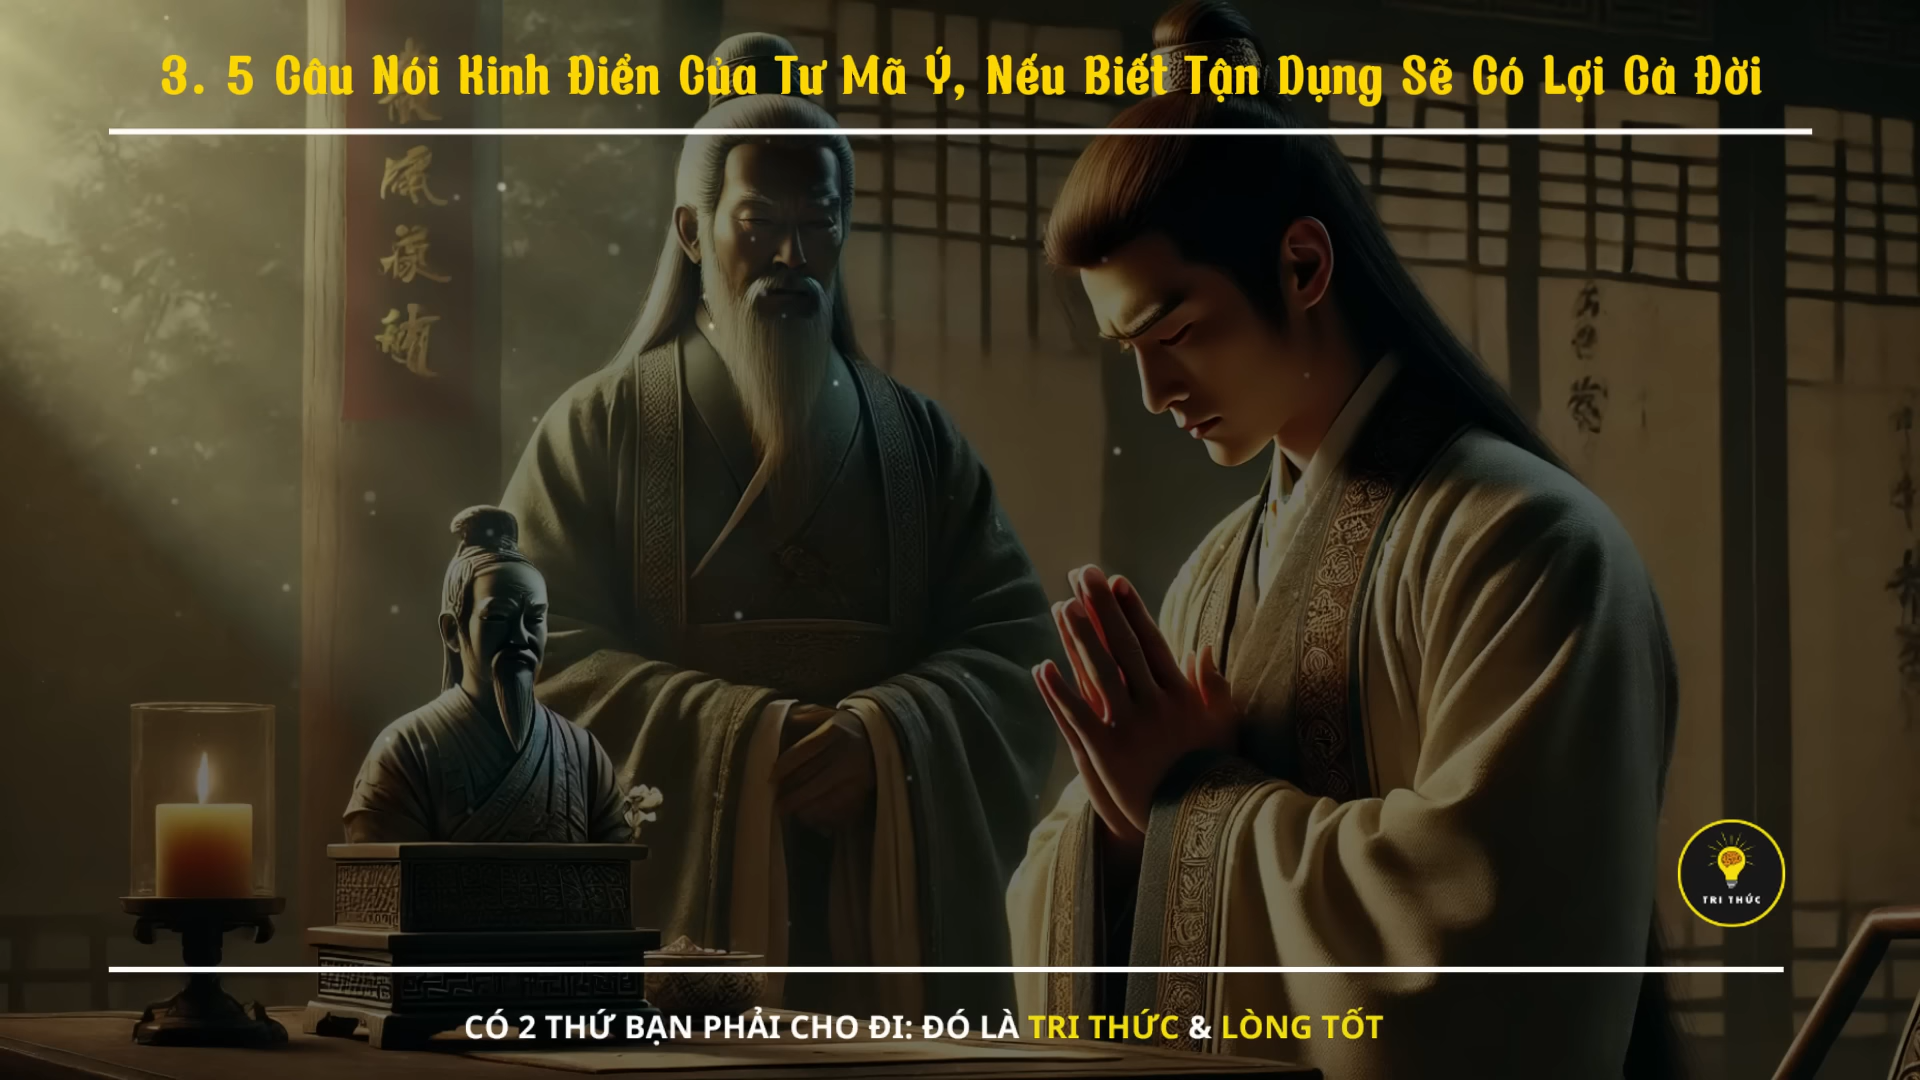 3. 5 Câu Nói Kinh Điển Của Tư Mã Ý, Nếu Biết Tận Dụng Sẽ Có Lợi Cả Đời
TRI THỨC
CÓ 2 THỨ BẠN PHẢI CHO ĐI: ĐÓ LÀ TRI THỨC & LÒNG TỐT